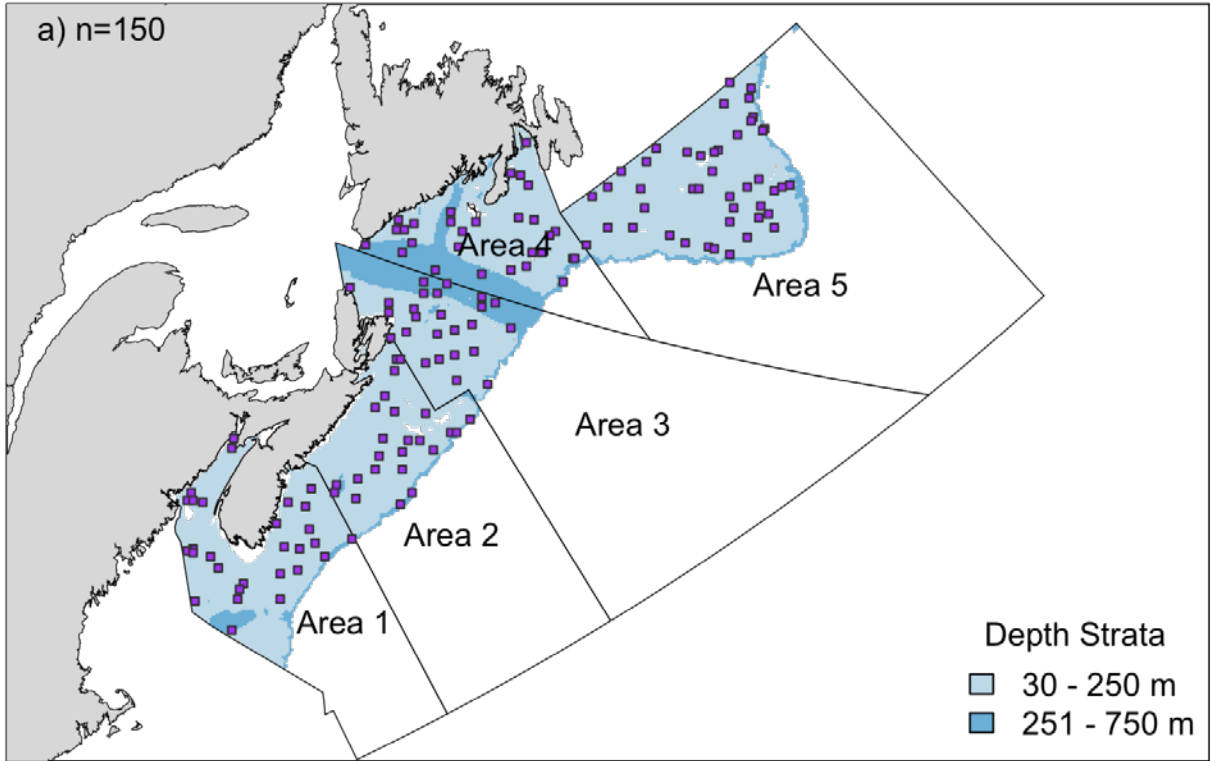 a) n=150
Area 4
Area 5
Area 3
Area 2
Area 1
Depth Strata
30 - 250 m
251 - 750 m